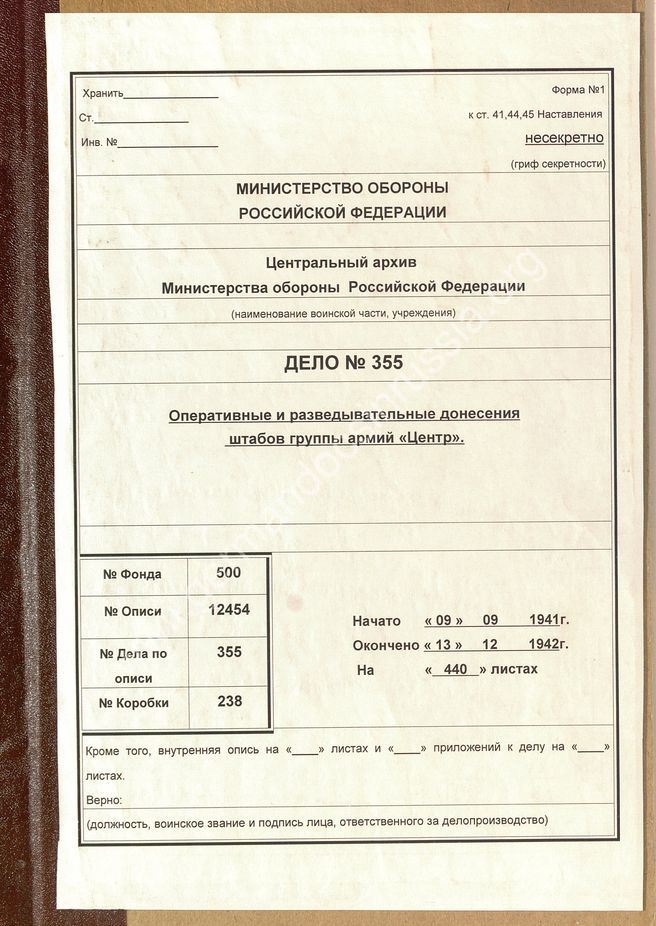 Хранить_______________
Форма №1
Ст._______________
к ст. 41,44,45 Наставления
Инв. №_______________
несекретно
(гриф секретности)
МИНИСТЕРСТВО ОБОРОНЫ
РОССИЙСКОЙ ФЕДЕРАЦИИ
Центральный архив
Министерства обороны Российской Федерации
(наименование воинской части, учреждения)
ДЕЛО № 355
Оперативные и разведывательные донесения
штабов группы армий «Центр».
№ Фонда 500
№ Описи 12454
№ Дела по описи 355
№ Коробки 238
Начато « 09 » 09 1941г.
Окончено « 13 » 12 1942г.
На « 440 » листах
Кроме того, внутренняя опись на «____» листах и «____» приложений к делу на «____»
листах.
Верно:
(должность, воинское звание и подпись лица, ответственного за делопроизводство)